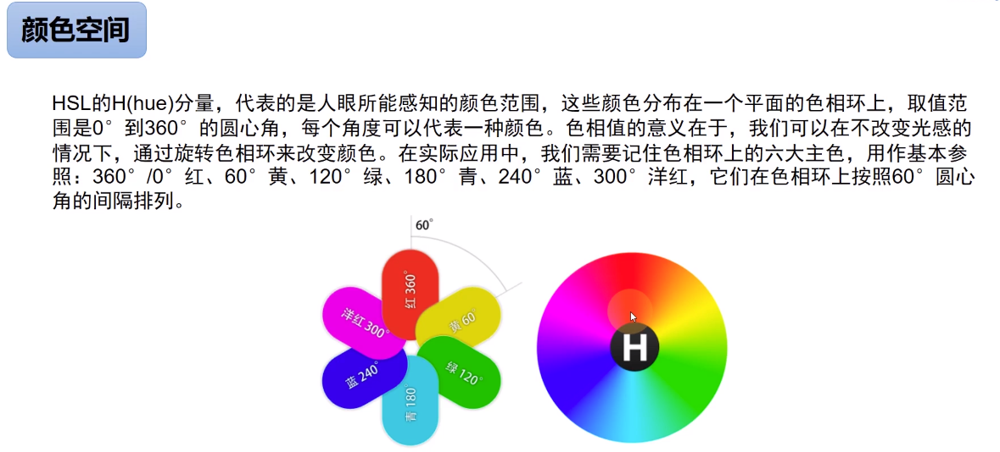 颜色空间
HSL的H(hue)分量，代表的是人眼所能感知的颜色范围，这些颜色分布在一个平面的色相环上，取值范
围是0°到360°的圆心角，每个角度可以代表一种颜色。色相值的意义在于，我们可以在不改变光感的
情况下，通过旋转色相环来改变颜色。在实际应用中，我们需要记住色相环上的六大主色，用作基本参
照：360°/0°红、60°黄、120°绿、180°青、240°蓝、300°洋红，它们在色相环上按照60°圆心
角的间隔排列。
60°
红 360°
黄 60°
绿 120°
青 180°
蓝 240°
洋红 300°
H